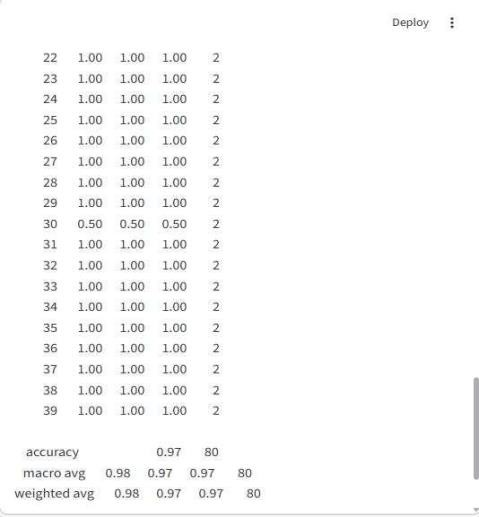 Deploy
22 1.00 1.00 1.00 2
23 1.00 1.00 1.00 2
24 1.00 1.00 1.00 2
25 1.00 1.00 1.00 2
26 1.00 1.00 1.00 2
27 1.00 1.00 1.00 2
28 1.00 1.00 1.00 2
29 1.00 1.00 1.00 2
30 0.50 0.50 0.50 2
31 1.00 1.00 1.00 2
32 1.00 1.00 1.00 2
33 1.00 1.00 1.00 2
34 1.00 1.00 1.00 2
35 1.00 1.00 1.00 2
36 1.00 1.00 1.00 2
37 1.00 1.00 1.00 2
38 1.00 1.00 1.00 2
39 1.00 1.00 1.00 2
accuracy 0.97 80
macro avg 0.98 0.97 0.97 80
weighted avg 0.98 0.97 0.97 80